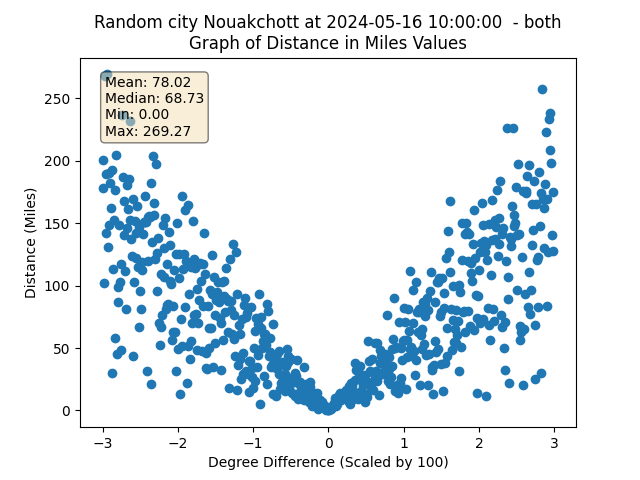 Random city Nouakchott at 2024-05-16 10:00:00  - both
Graph of Distance in Miles Values
Mean: 78.02
Median: 68.73
Min: 0.00
Max: 269.27
250
200
150
100
50
0
Distance (Miles)
−3 −2 −1 0 1 2 3
Degree Difference (Scaled by 100)